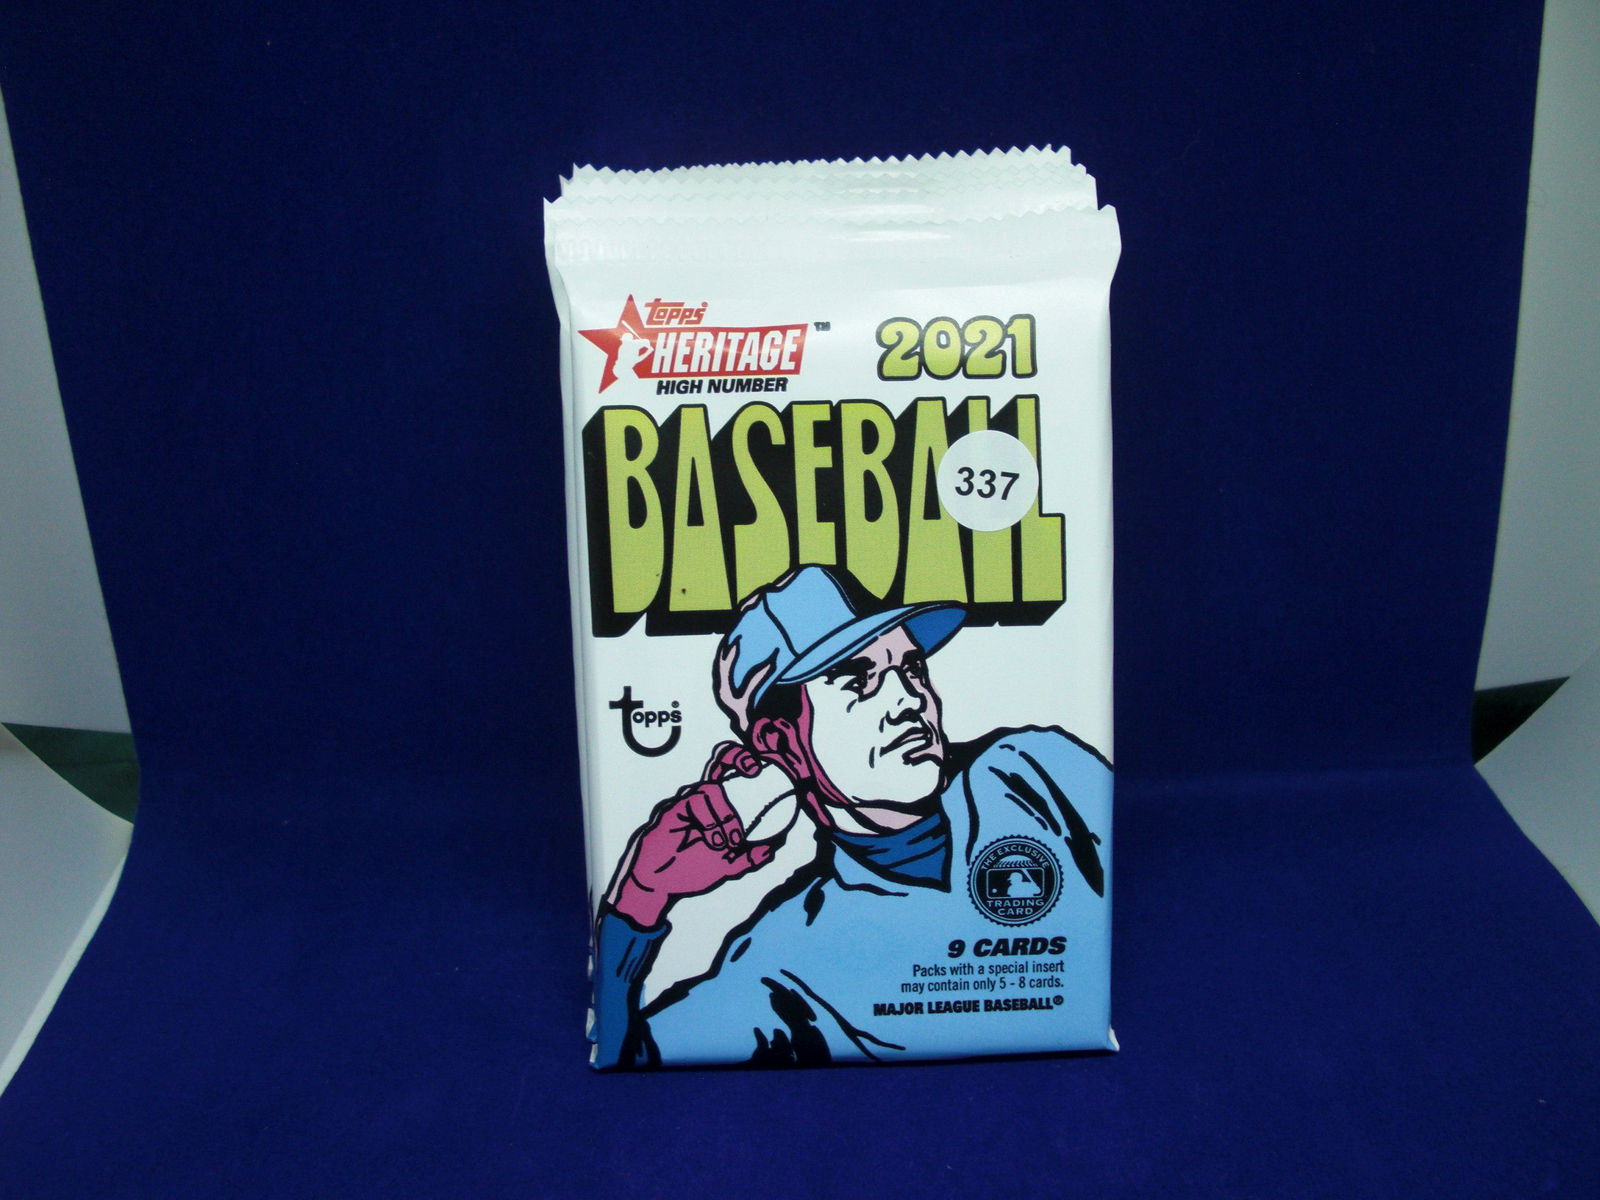 topps
HERITAGE™
HIGH NUMBER
2021
BASEBALL
337
topps®
THE EXCLUSIVE
TRADING
CARD
9 CARDS
Packs with a special insert
may contain only 5 - 8 cards.
MAJOR LEAGUE BASEBALL®